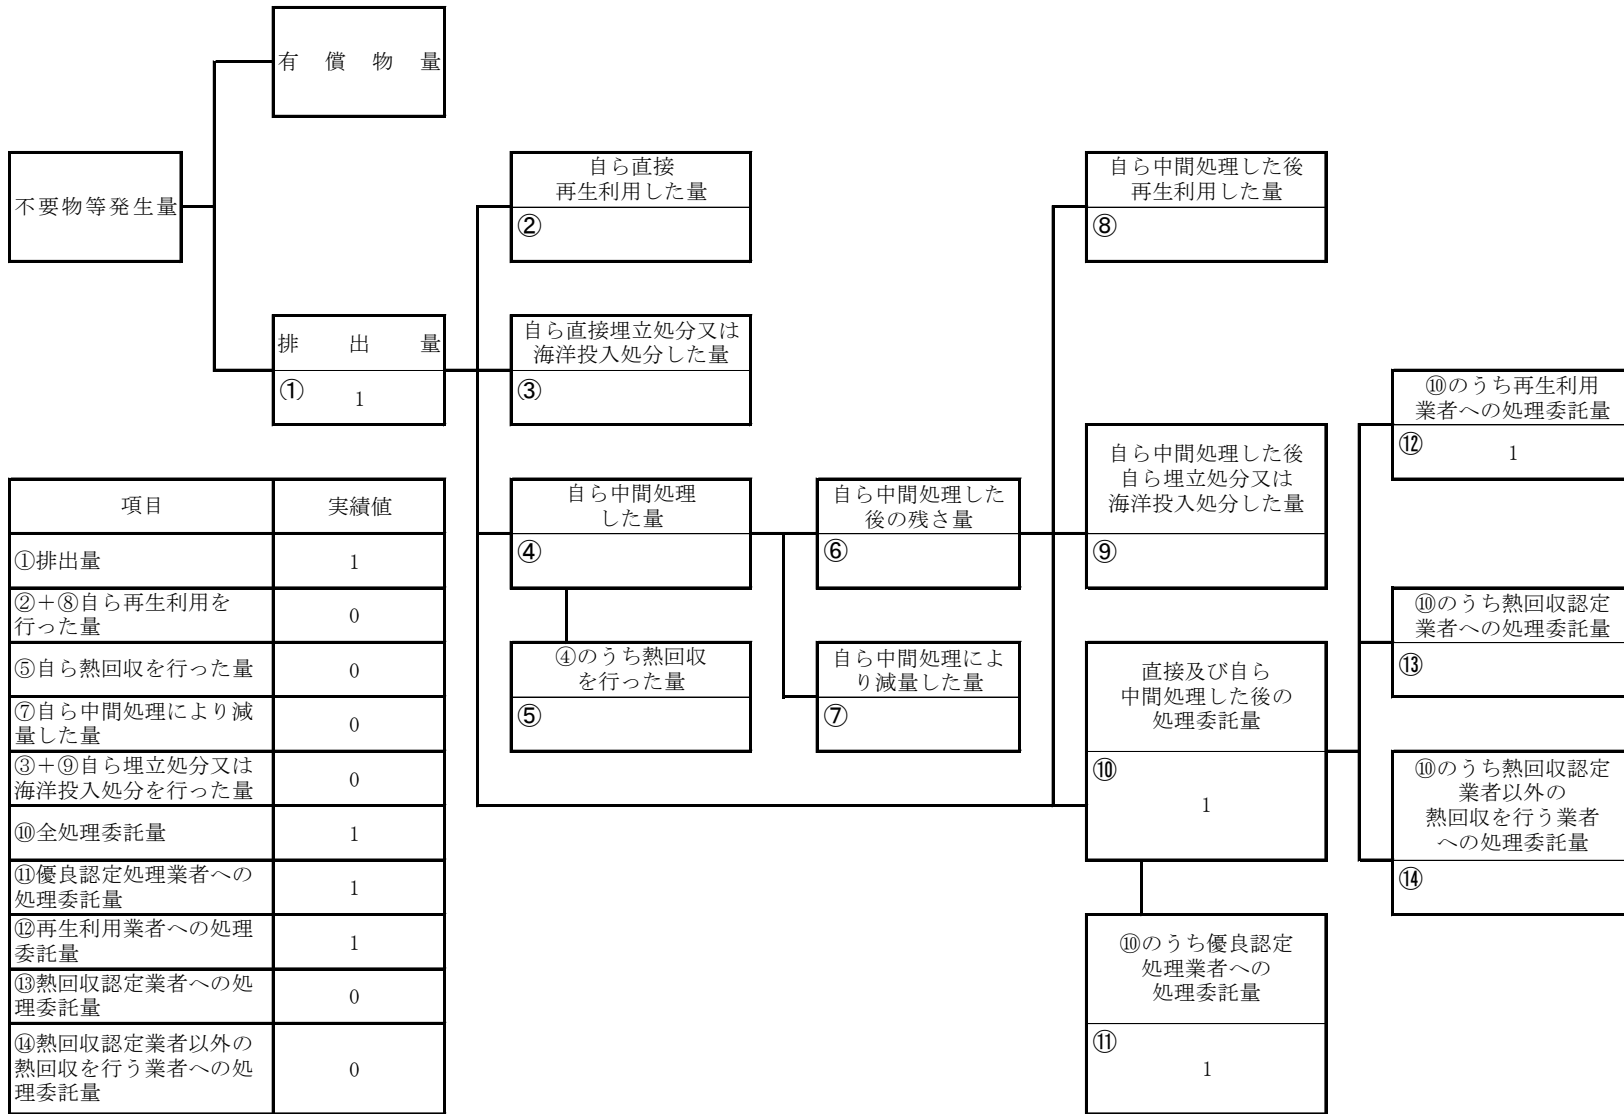 有償物量
不要物等発生量
排出量
① 1
自ら直接
再生利用した量
②
自ら直接埋立処分又は
海洋投入処分した量
③
自ら中間処理
した量
④
④のうち熱回収
を行った量
⑤
自ら中間処理した
後の残さ量
⑥
自ら中間処理によ
り減量した量
⑦
自ら中間処理した後
再生利用した量
⑧
自ら中間処理した後
自ら埋立処分又は
海洋投入処分した量
⑨
直接及び自ら
中間処理した後の
処理委託量
⑩
1
⑩のうち優良認定
処理業者への
処理委託量
⑪
1
⑩のうち再生利用
業者への処理委託量
⑫ 1
⑩のうち熱回収認定
業者への処理委託量
⑬
⑩のうち熱回収認定
業者以外の
熱回収を行う業者
への処理委託量
⑭
項目 実績値
①排出量 1
②+⑧自ら再生利用を
行った量 0
⑤自ら熱回収を行った量 0
⑦自ら中間処理により減
量した量 0
③+⑨自ら埋立処分又は
海洋投入処分を行った量 0
⑩全処理委託量 1
⑪優良認定処理業者への
処理委託量 1
⑫再生利用業者への処理
委託量 1
⑬熱回収認定業者への処
理委託量 0
⑭熱回収認定業者以外の
熱回収を行う業者への処
理委託量 0